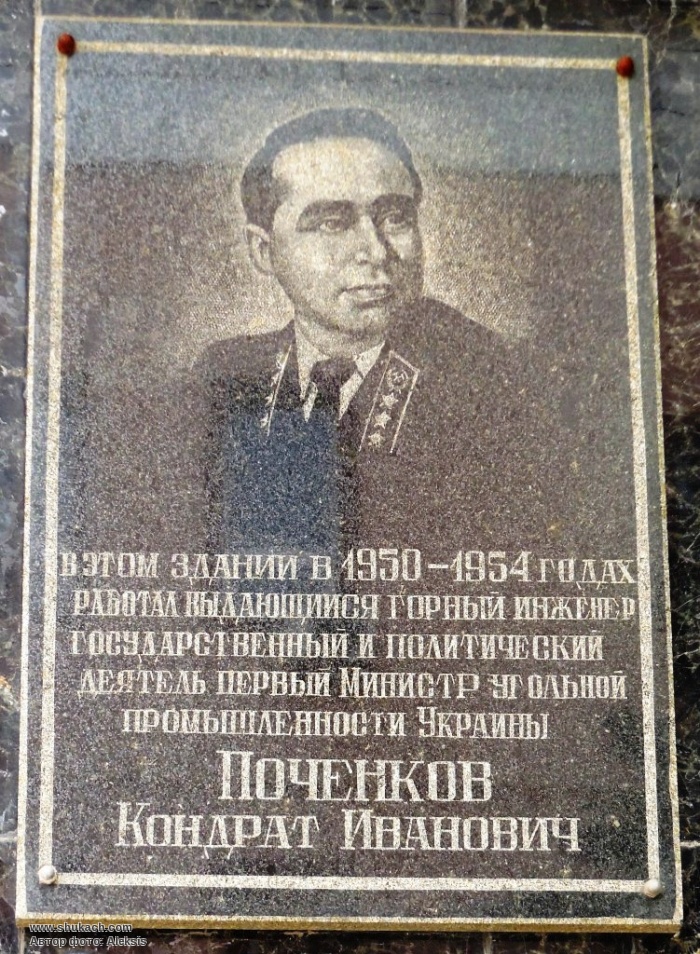 В ЭТОМ ЗДАНИИ В 1950-1954 ГОДАХ
РАБОТАЛ ВЫДАЮЩИЙСЯ ГОРНЫЙ ИНЖЕНЕР
ГОСУДАРСТВЕННЫЙ И ПОЛИТИЧЕСКИЙ
ДЕЯТЕЛЬ ПЕРВЫЙ МИНИСТР УГОЛЬНОЙ
ПРОМЫШЛЕННОСТИ УКРАИНЫ
ПОЧЕНКОВ
КОНДРАТ ИВАНОВИЧ
www.shukach.com
Автор фото: Aleksis